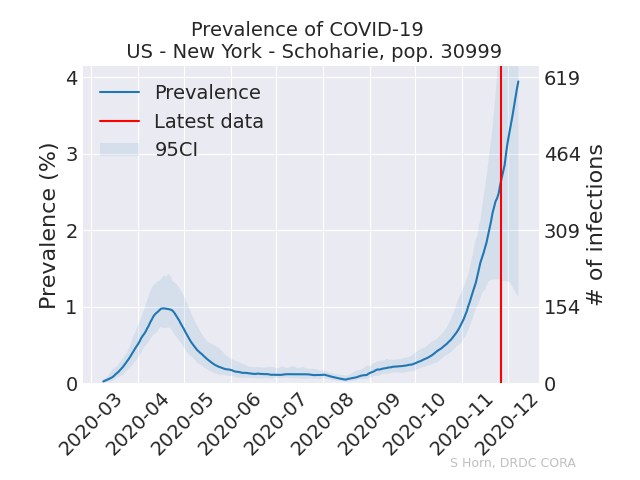 Prevalence of COVID-19
US - New York - Schoharie, pop. 30999
Prevalence
Latest data
95CI
Prevalence (%)
4
3
2
1
0
619
464
309
154
0
# of infections
2020-03
2020-04
2020-05
2020-06
2020-07
2020-08
2020-09
2020-10
2020-11
2020-12
S Horn, DRDC CORA